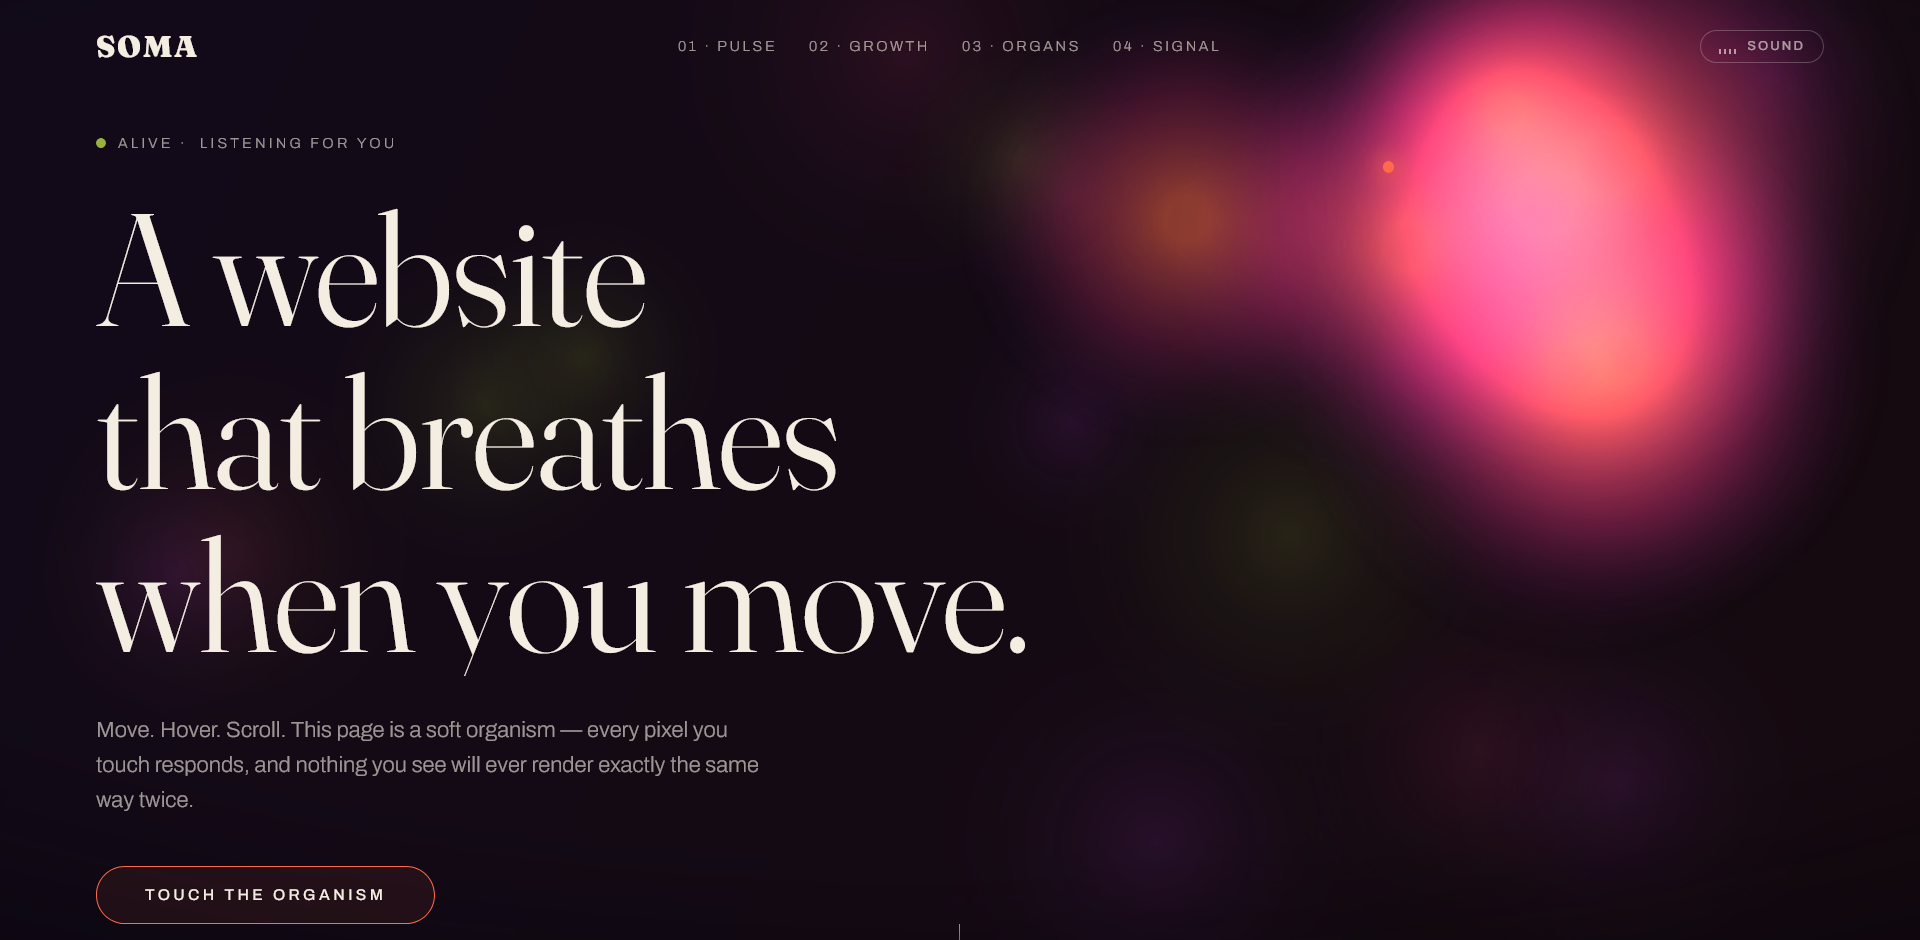 SOMA
01 · PULSE
02 · GROWTH
03 · ORGANS
04 · SIGNAL
SOUND
ALIVE · LISTENING FOR YOU
A website
that breathes
when you move.
Move. Hover. Scroll. This page is a soft organism — every pixel you
touch responds, and nothing you see will ever render exactly the same
way twice.
TOUCH THE ORGANISM